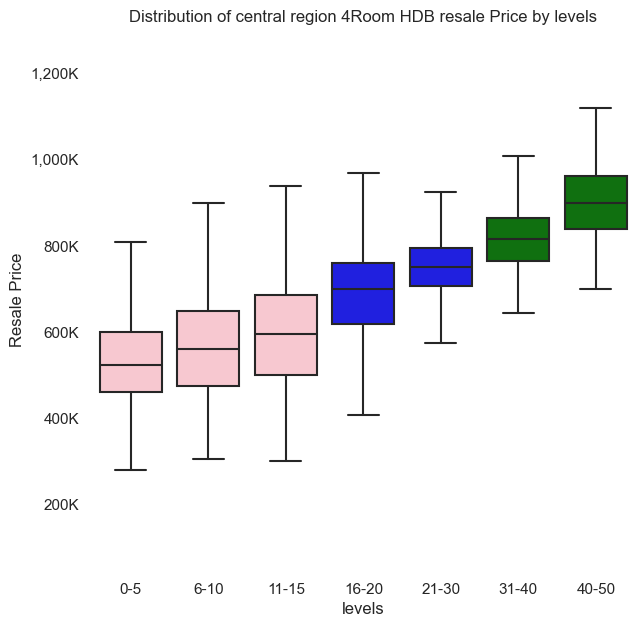 Distribution of central region 4Room HDB resale Price by levels
1,200K
1,000K
800K
600K
400K
200K
Resale Price
0-5 6-10 11-15 16-20 21-30 31-40 40-50
levels